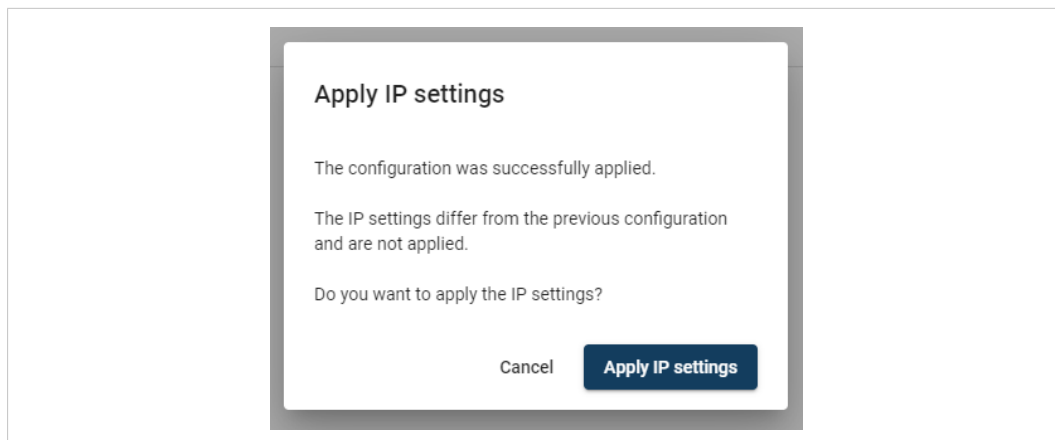 Apply IP settings
The configuration was successfully applied.
The IP settings differ from the previous configuration
and are not applied.
Do you want to apply the IP settings?
Cancel
Apply IP settings